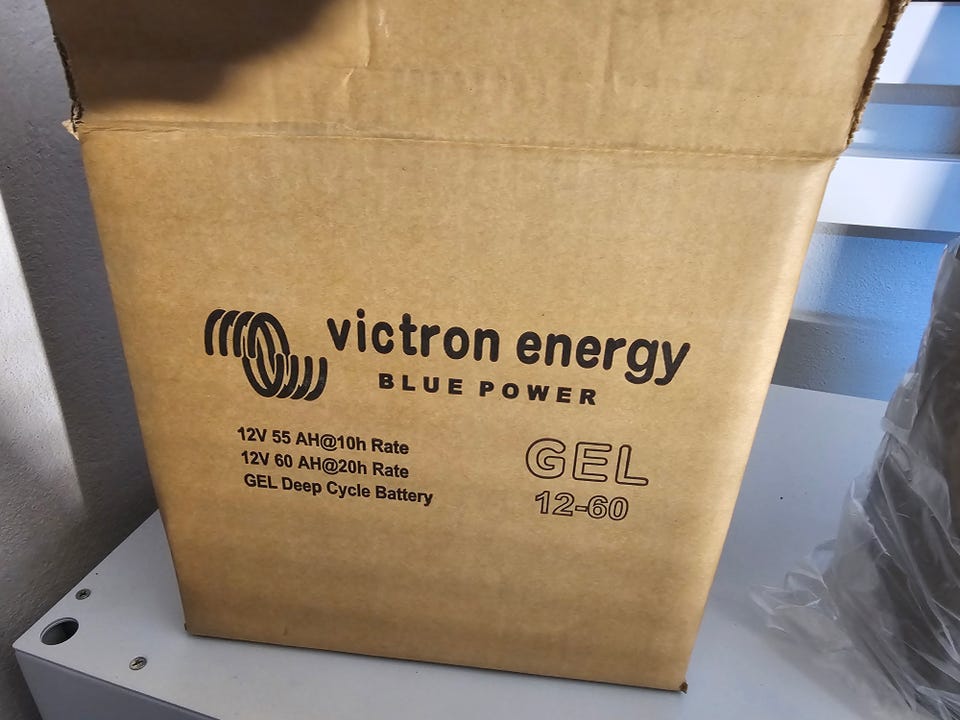 victron energy
BLUE POWER
12V 55 AH@10h Rate
12V 60 AH@20h Rate
GEL Deep Cycle Battery
GEL
12-60